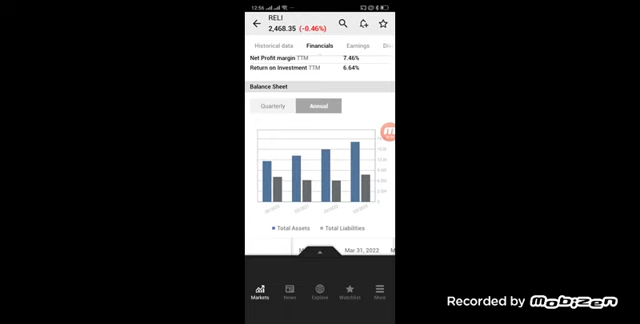 12:56
RELI
2,468.35 (-0.46%)
Historical data Financials Earnings
Net Profit margin TTM 7.46%
Return on Investment TTM 6.64%
Balance Sheet
Quarterly Annual
Total Assets Total Liabilities
Mar 31, 2022
Markets News Explore Watchlist More
Recorded by Mobizen